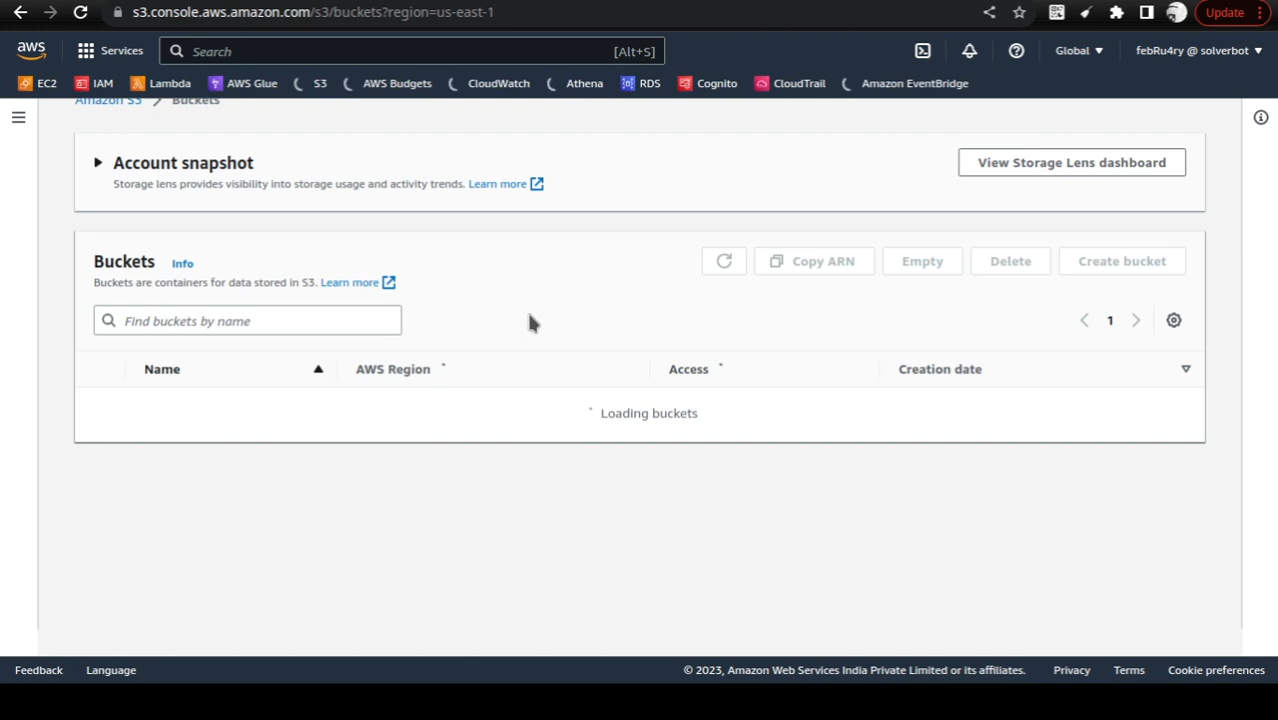 s3.console.aws.amazon.com/s3/buckets?region=us-east-1
Update
aws
Services
Search
[Alt+S]
Global
febRu4ry @ solverbot
EC2
IAM
Lambda
AWS Glue
S3
AWS Budgets
CloudWatch
Athena
RDS
Cognito
CloudTrail
Amazon EventBridge
Amazon S3
Buckets
Account snapshot
View Storage Lens dashboard
Storage lens provides visibility into storage usage and activity trends. Learn more
Buckets
Info
Copy ARN
Empty
Delete
Create bucket
Buckets are containers for data stored in S3. Learn more
Find buckets by name
1
Name
AWS Region
Access
Creation date
Loading buckets
Feedback
Language
© 2023, Amazon Web Services India Private Limited or its affiliates.
Privacy
Terms
Cookie preferences